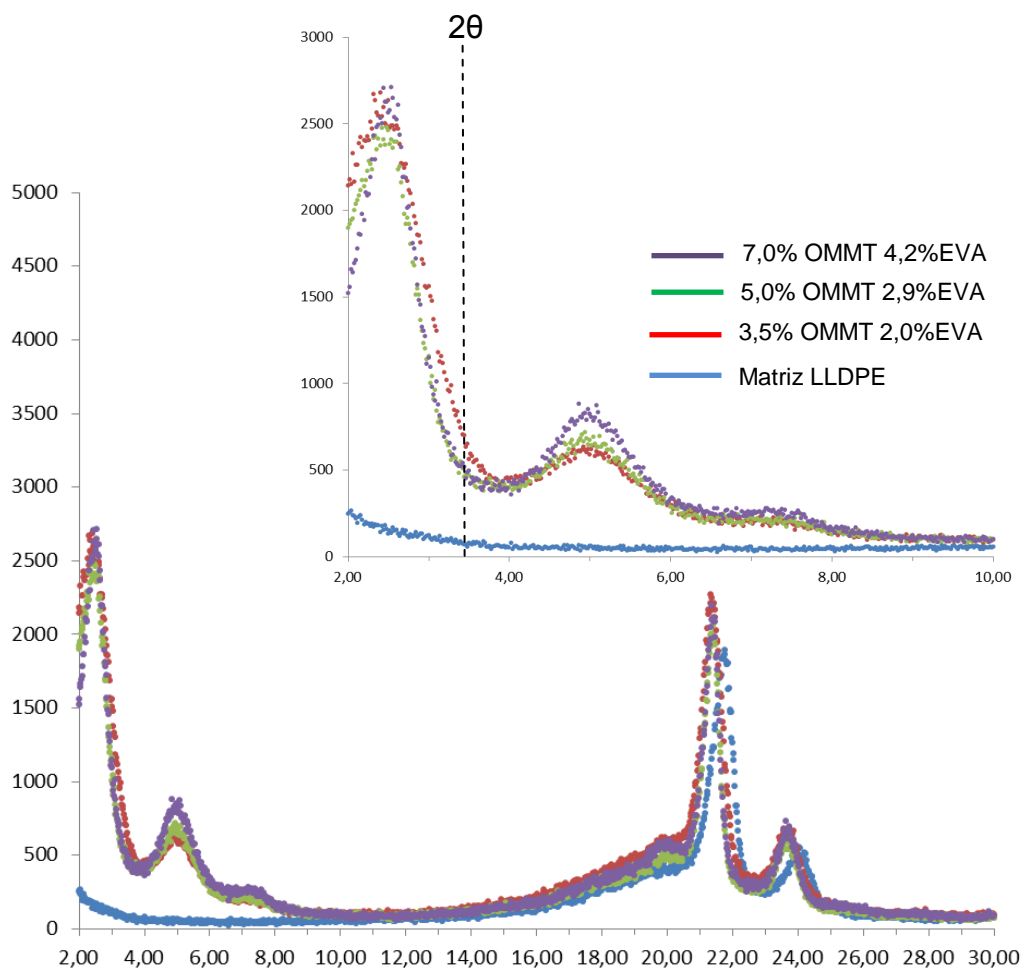 2θ
3000
2500
2000
1500
1000
500
0
2,00 4,00 6,00 8,00 10,00
7,0% OMMT 4,2%EVA
5,0% OMMT 2,9%EVA
3,5% OMMT 2,0%EVA
Matriz LLDPE
5000
4500
4000
3500
3000
2500
2000
1500
1000
500
0
2,00 4,00 6,00 8,00 10,00 12,00 14,00 16,00 18,00 20,00 22,00 24,00 26,00 28,00 30,00